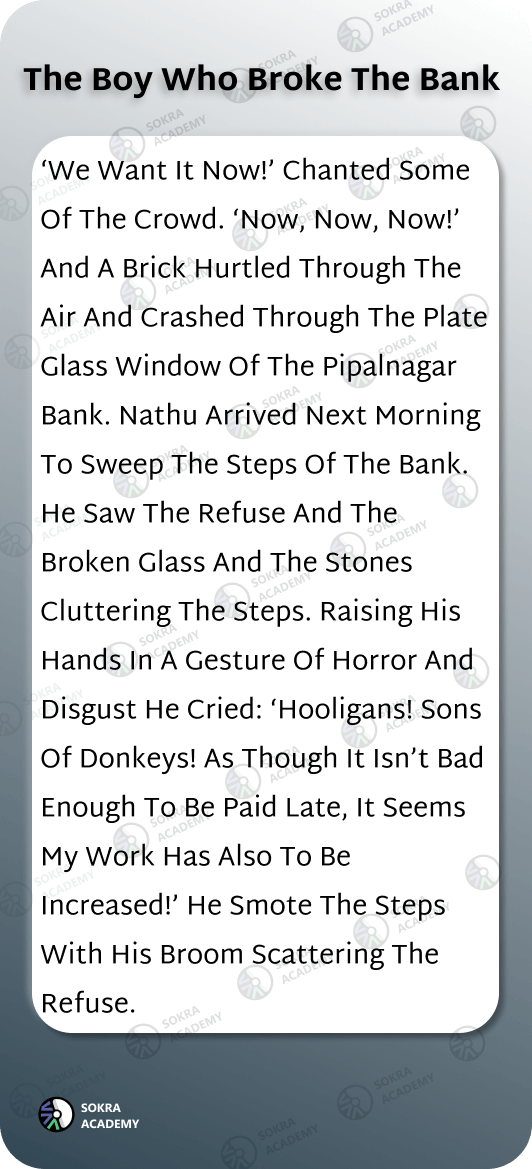 The Boy Who Broke The Bank
‘We Want It Now!’ Chanted Some
Of The Crowd. ‘Now, Now, Now!’
And A Brick Hurtled Through The
Air And Crashed Through The Plate
Glass Window Of The Pipalnagar
Bank. Nathu Arrived Next Morning
To Sweep The Steps Of The Bank.
He Saw The Refuse And The
Broken Glass And The Stones
Cluttering The Steps. Raising His
Hands In A Gesture Of Horror And
Disgust He Cried: ‘Hooligans! Sons
Of Donkeys! As Though It Isn’t Bad
Enough To Be Paid Late, It Seems
My Work Has Also To Be
Increased!’ He Smote The Steps
With His Broom Scattering The
Refuse.
SOKRA
ACADEMY